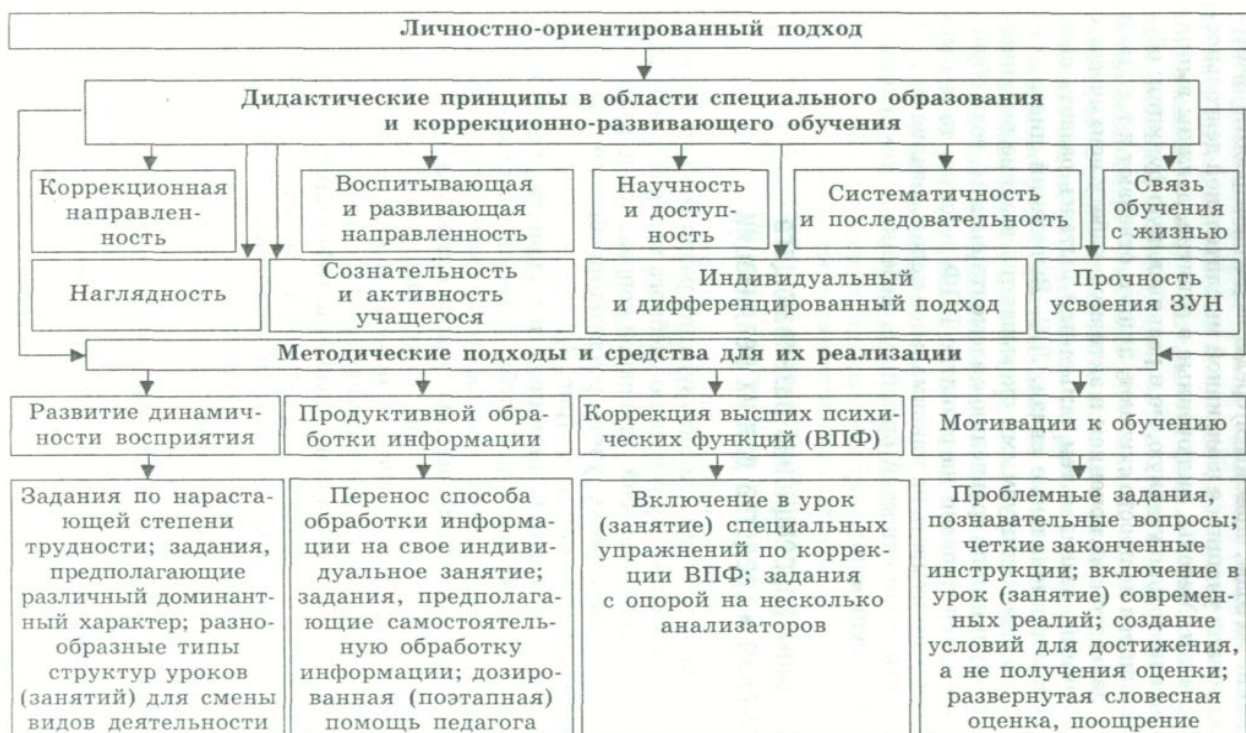 Личностно-ориентированный подход
Дидактические принципы в области специального образования
и коррекционно-развивающего обучения
Коррекционная
направлен-
ность
Воспитывающая
и развивающая
направленность
Научность
и доступ-
ность
Систематичность
и последовательность
Связь
обучения
с жизнью
Наглядность
Сознательность
и активность
учащегося
Индивидуальный
и дифференцированный подход
Прочность
усвоения ЗУН
Методические подходы и средства для их реализации
Развитие динамич-
ности восприятия
Продуктивной обра-
ботки информации
Коррекция высших психи-
ческих функций (ВПФ)
Мотивации к обучению
Задания по нараста-
ющей степени
трудности; задания,
предполагающие
различный доминант-
ный характер; разно-
образные типы
структур уроков
(занятий) для смены
видов деятельности
Перенос способа
обработки информа-
ции на свое индиви-
дуальное занятие;
задания, предполага-
ющие самостоятель-
ную обработку
информации; дозиро-
ванная (поэтапная)
помощь педагога
Включение в урок
(занятие) специальных
упражнений по коррек-
ции ВПФ; задания
с опорой на несколько
анализаторов
Проблемные задания,
познавательные вопросы;
четкие законченные
инструкции; включение в
урок (занятие) современ-
ных реалий; создание
условий для достижения,
а не получения оценки;
развернутая словесная
оценка, поощрение